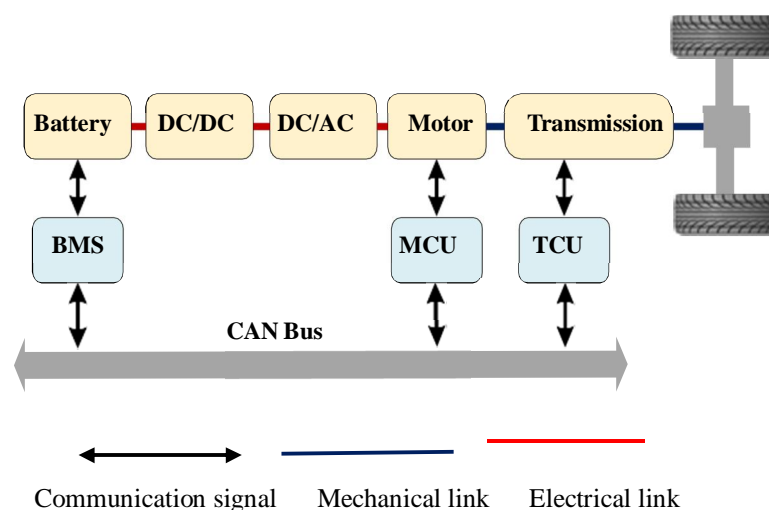 Battery DC/DC DC/AC Motor Transmission
BMS MCU TCU
CAN Bus
Communication signal Mechanical link Electrical link